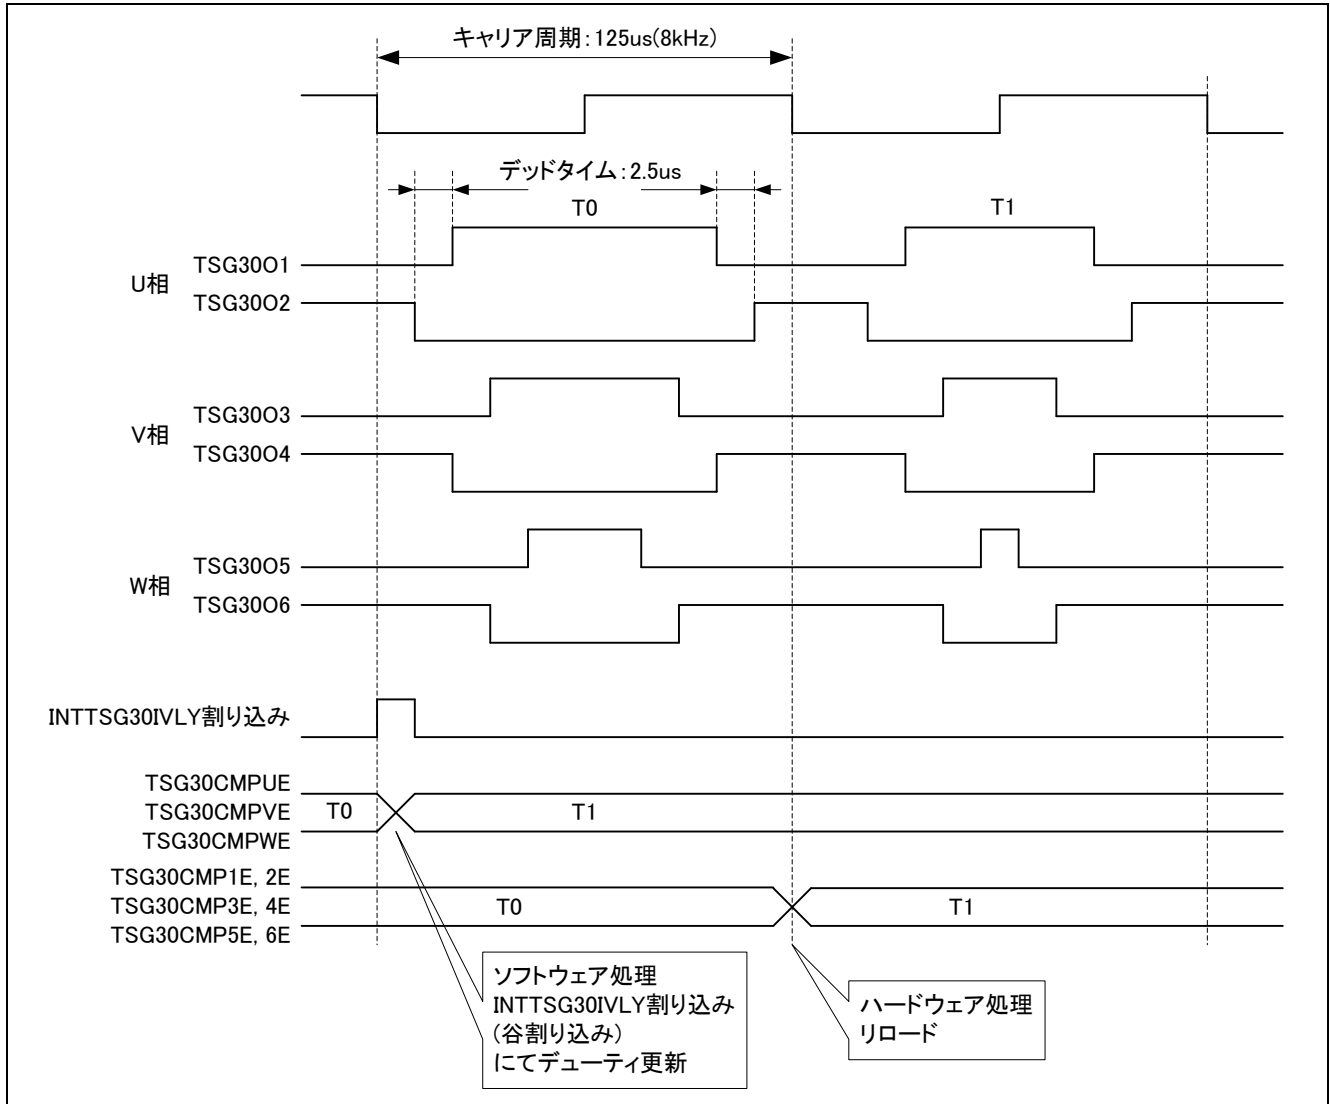 キャリア周期：125us(8kHz)
デッドタイム：2.5us
T0
T1
U相
TSG30O1
TSG30O2
V相
TSG30O3
TSG30O4
W相
TSG30O5
TSG30O6
INTTSG30IVLY割り込み
TSG30CMPUE
TSG30CMPVE
TSG30CMPWE
T0
T1
TSG30CMP1E, 2E
TSG30CMP3E, 4E
TSG30CMP5E, 6E
T0
T1
ソフトウェア処理
INTTSG30IVLY割り込み
(谷割り込み)
にてデューティ更新
ハードウェア処理
リロード